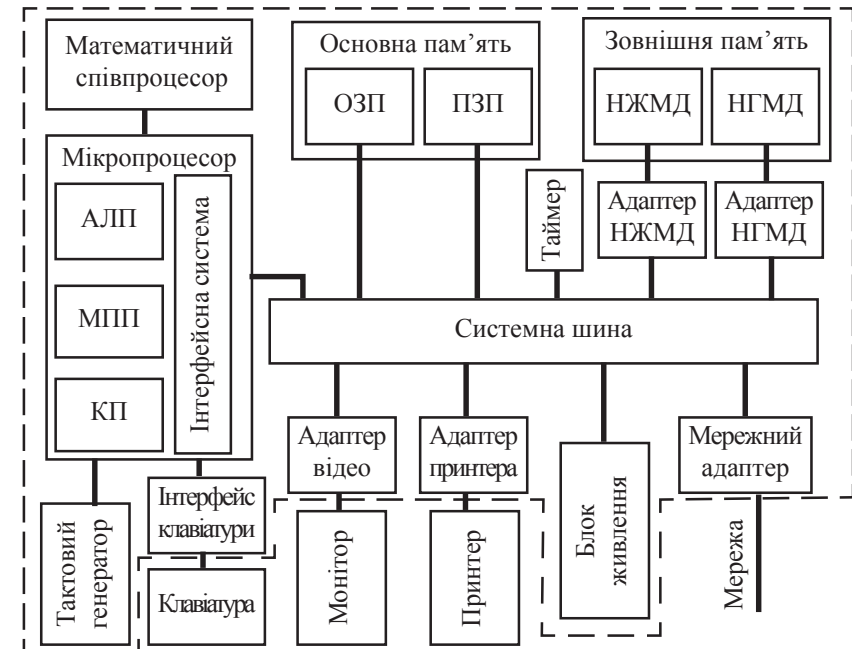 Математичний
співпроцесор
Основна пам’ять
ОЗП
ПЗП
Зовнішня пам’ять
НЖМД
НГМД
Мікропроцесор
АЛП
МПП
КП
Інтерфейсна система
Таймер
Адаптер
НЖМД
Адаптер
НГМД
Системна шина
Адаптер
відео
Адаптер
принтера
Мережний
адаптер
Тактовий
генератор
Інтерфейс
клавіатури
Клавіатура
Монітор
Принтер
Блок
живлення
Мережа